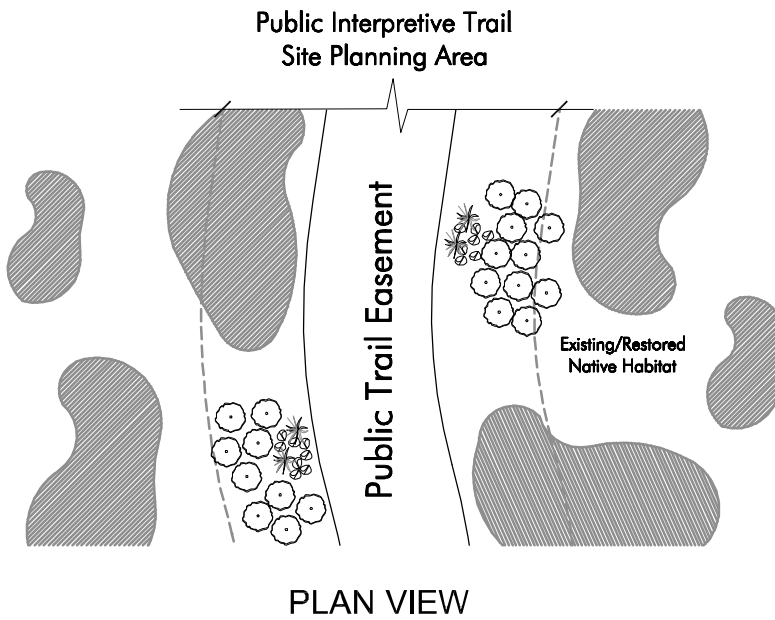 Public Interpretive Trail
Site Planning Area
Public Trail Easement
Existing/Restored
Native Habitat
PLAN VIEW